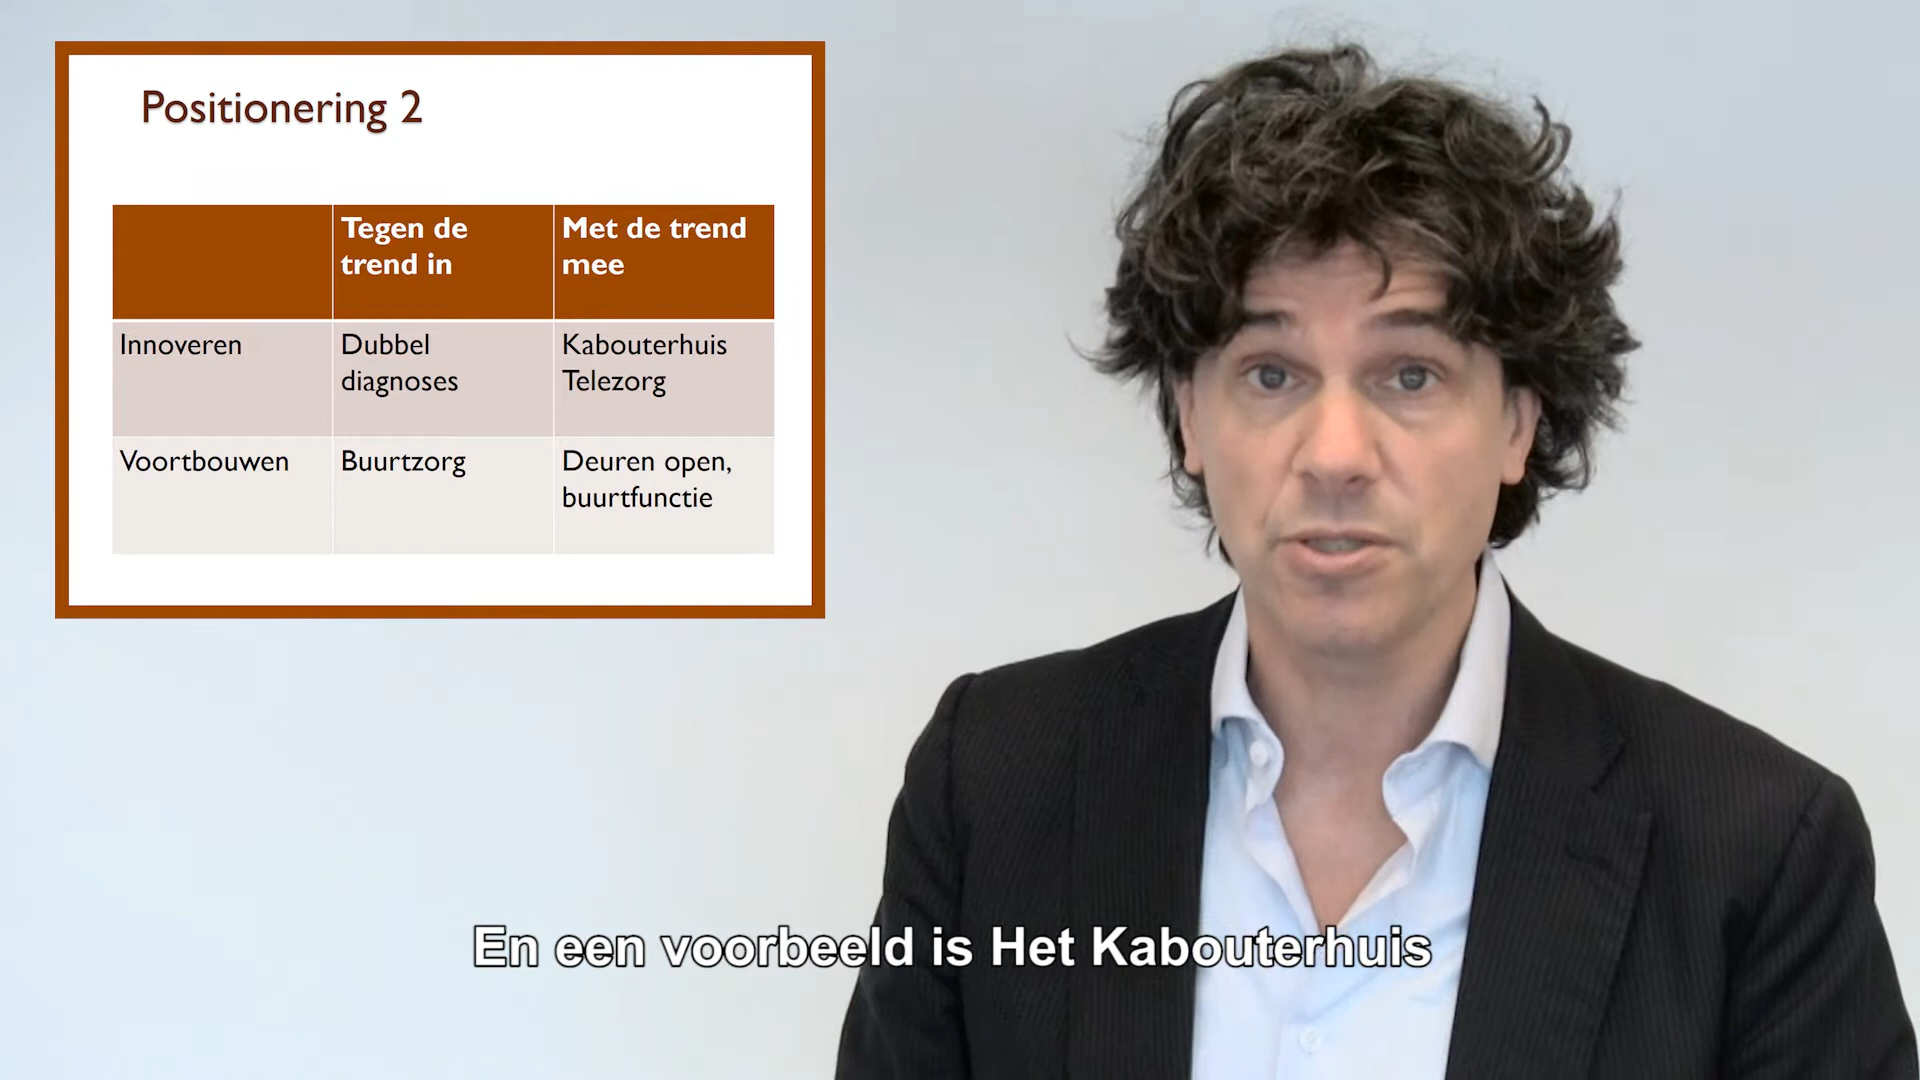 Positionering 2
Tegen de
trend in
Met de trend
mee
Innoveren
Dubbel
diagnoses
Kabouterhuis
Telezorg
Voortbouwen
Buurtzorg
Deuren open,
buurtfunctie
En een voorbeeld is Het Kabouterhuis